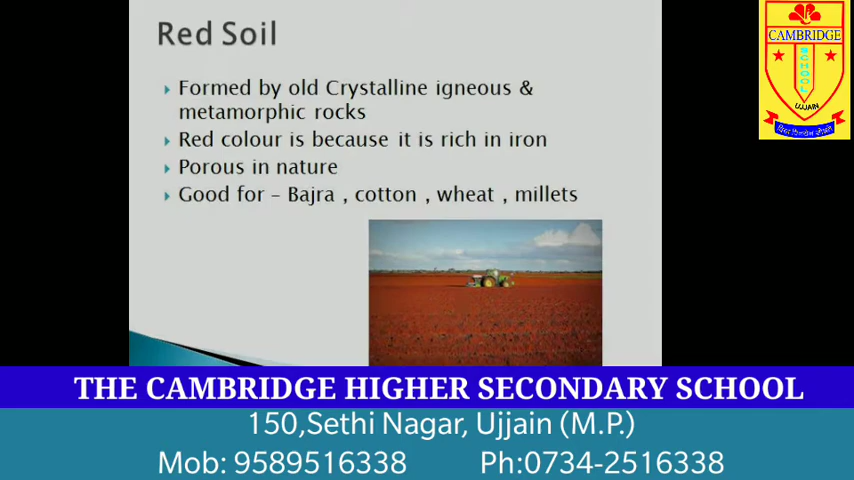 Red Soil
Formed by old Crystalline igneous &
metamorphic rocks
Red colour is because it is rich in iron
Porous in nature
Good for – Bajra , cotton , wheat , millets
CAMBRIDGE
SCHOOL
UJJAIN
THE CAMBRIDGE HIGHER SECONDARY SCHOOL
150,Sethi Nagar, Ujjain (M.P.)
Mob: 9589516338 Ph:0734-2516338